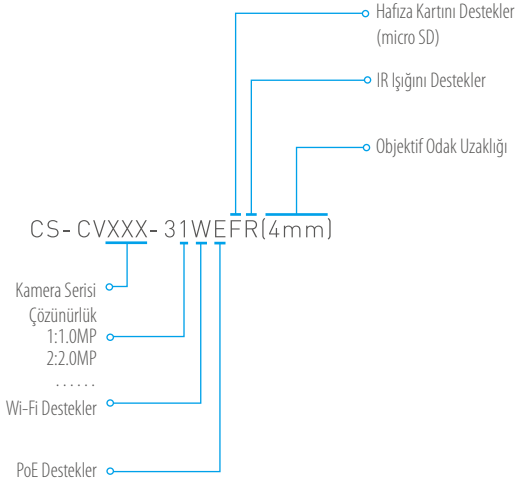 Hafıza Kartını Destekler
(micro SD)
IR Işığını Destekler
Objektif Odak Uzaklığı
CS-CVXXX-31WEFR(4mm)
Kamera Serisi
Çözünürlük
1:1.0MP
2:2.0MP
......
Wi-Fi Destekler
PoE Destekler